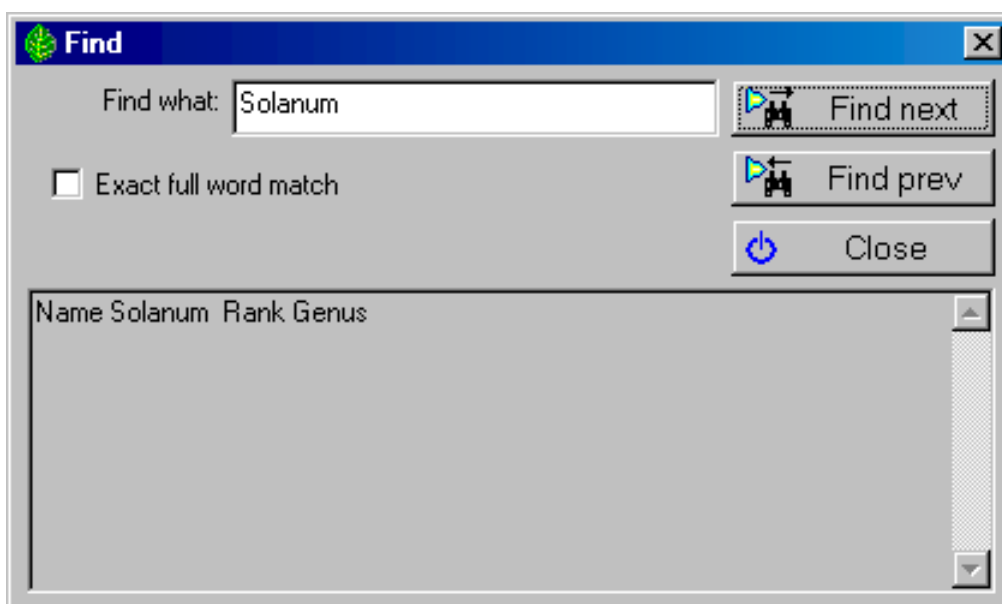 Find
Find what: Solanum
Find next
Exact full word match
Find prev
Close
Name Solanum  Rank Genus